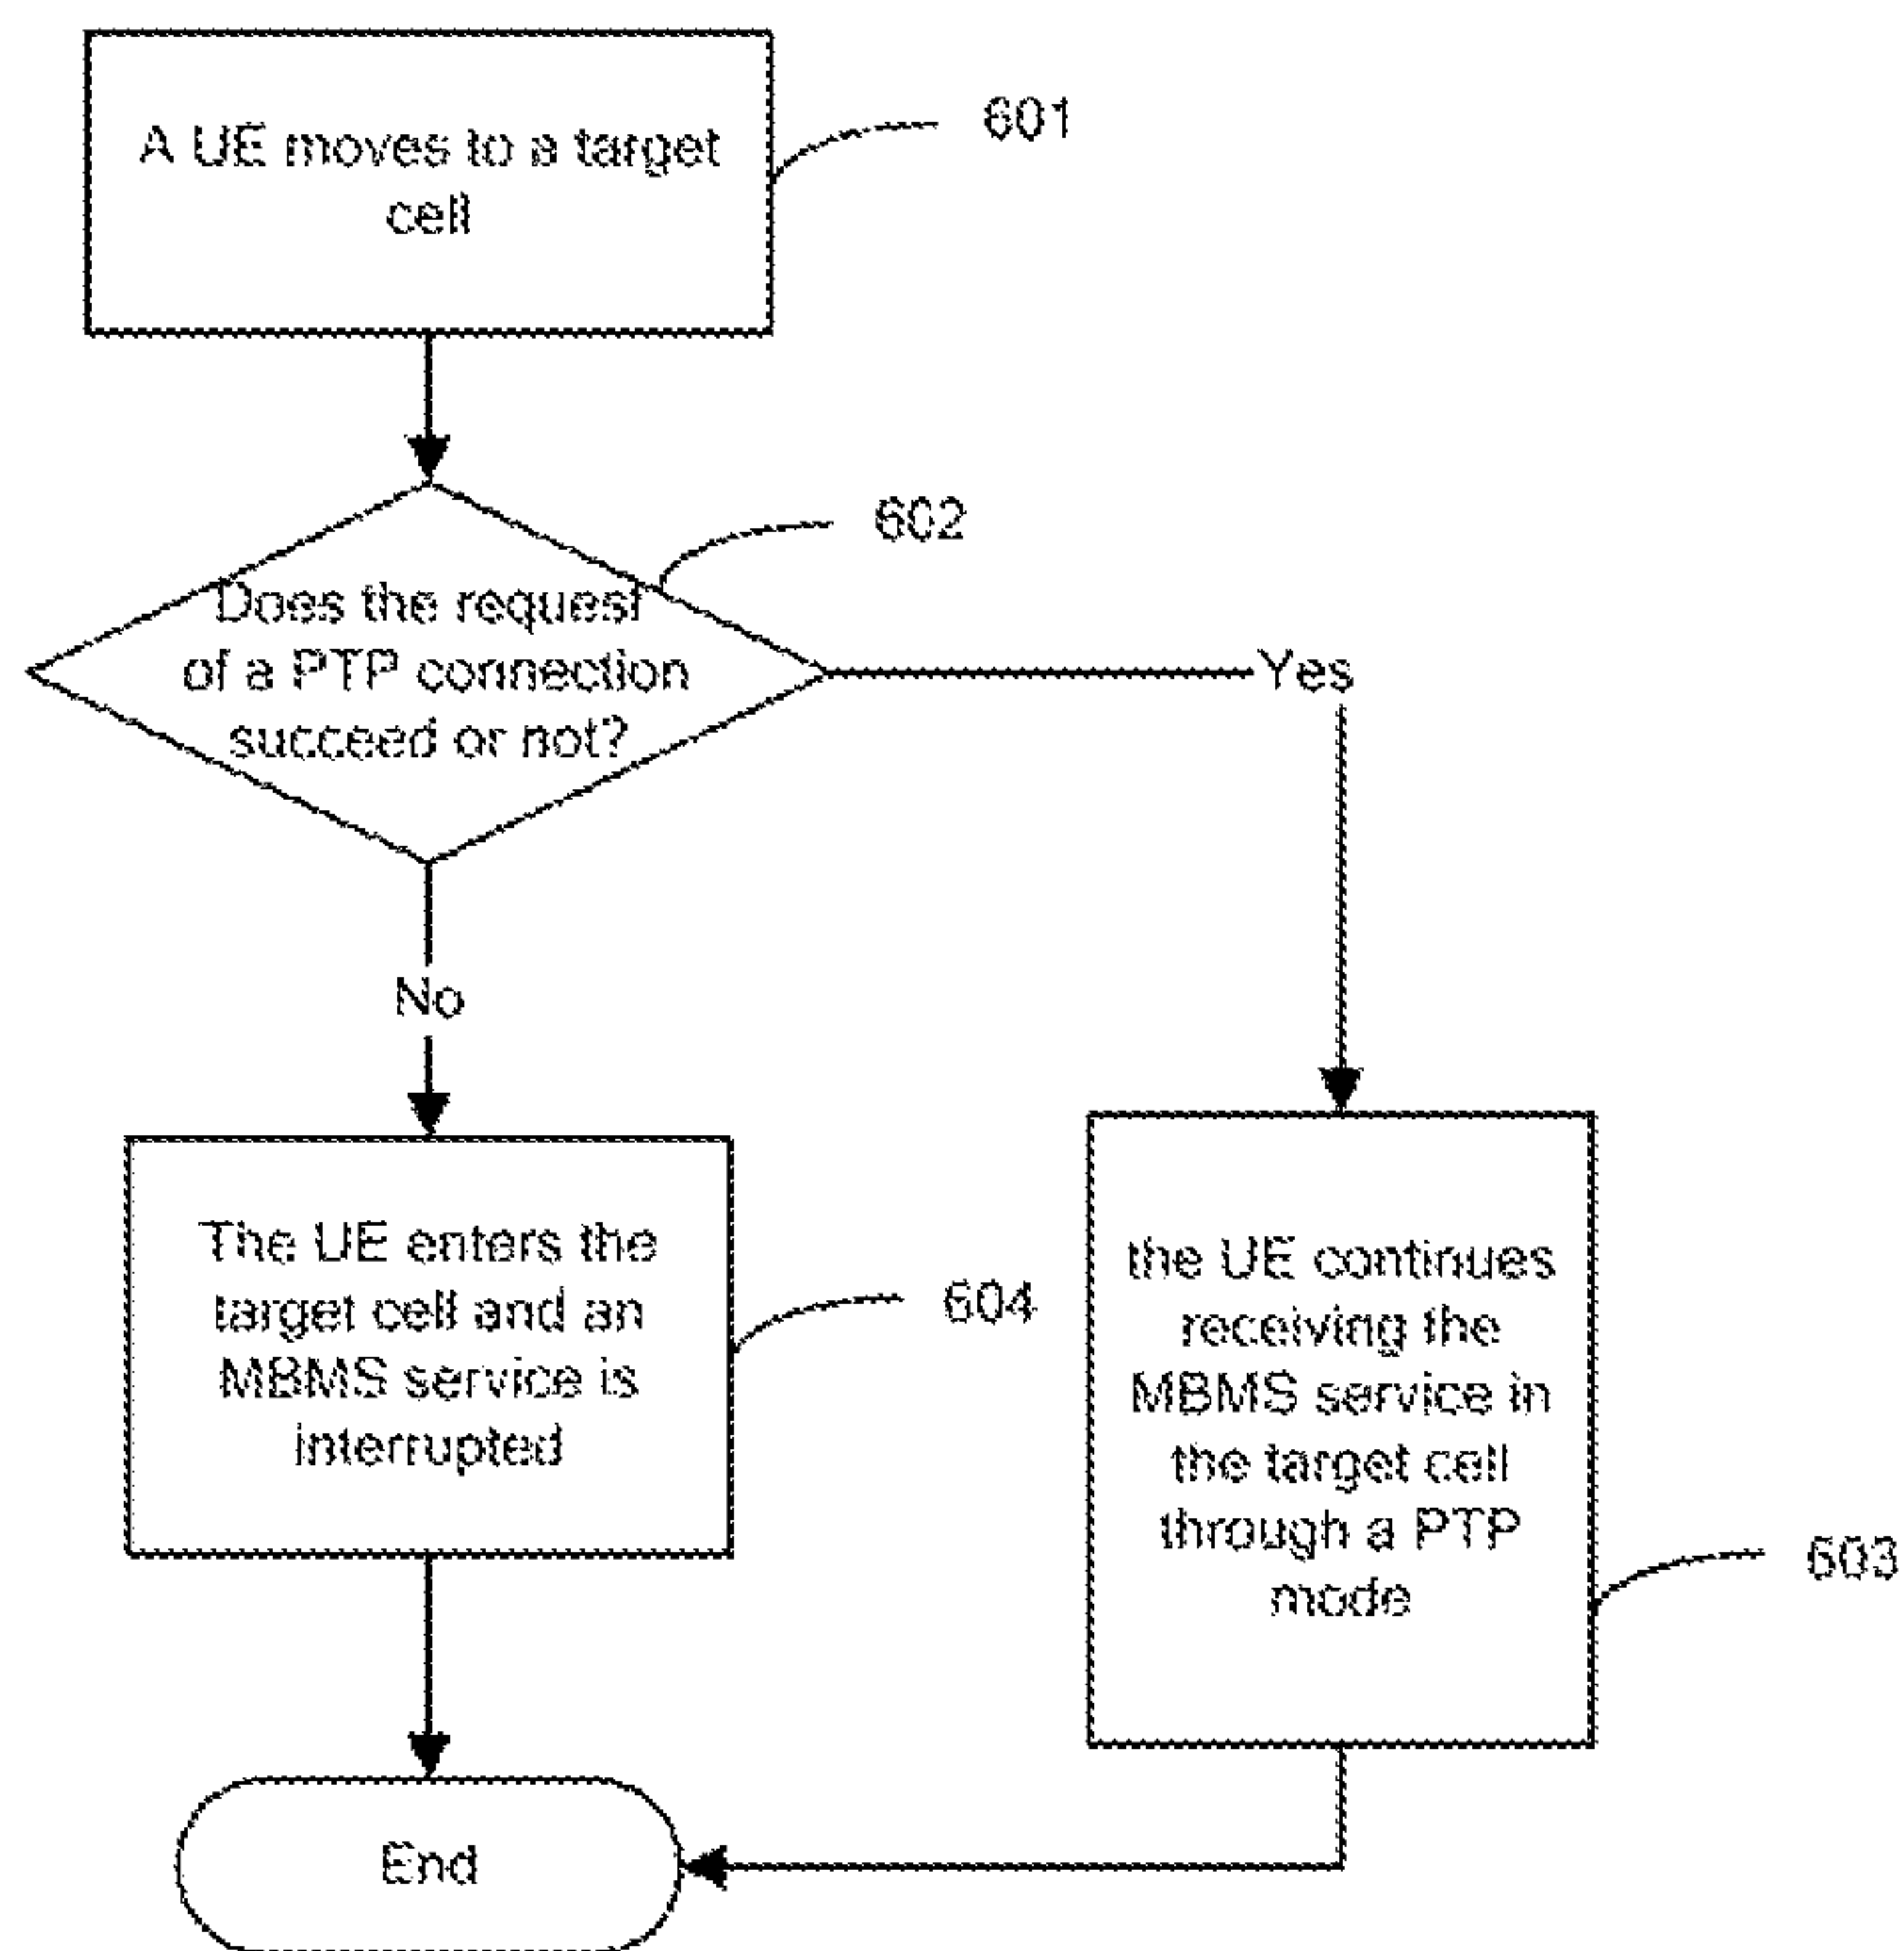 A UE moves to a target
cell
601
602
Does the request
of a PTP connection
succeed or not?
Yes
No
The UE enters the
target cell and an
MBMS service is
interrupted
604
the UE continues
receiving the
MBMS service in
the target cell
through a PTP
mode
603
End